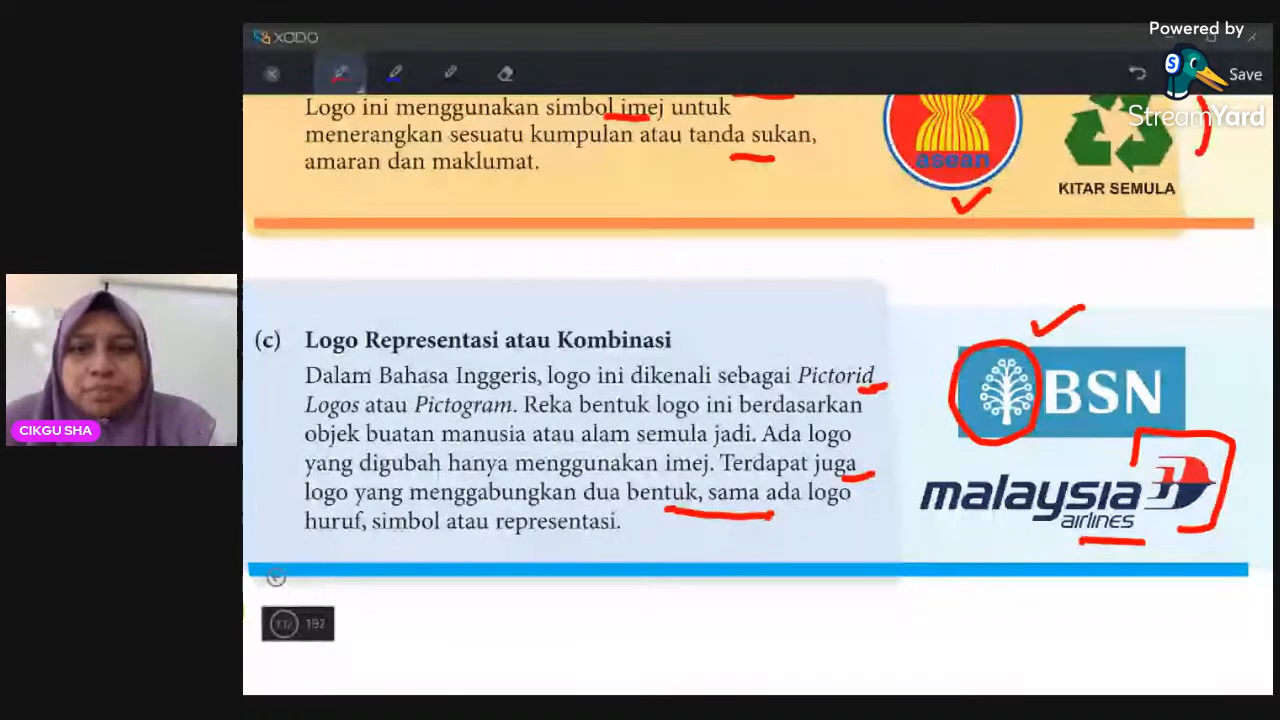 XODO
Powered by
Save
StreamYard
Logo ini menggunakan simbol imej untuk
menerangkan sesuatu kumpulan atau tanda sukan,
amaran dan maklumat.
asean
KITAR SEMULA
(c) Logo Representasi atau Kombinasi
Dalam Bahasa Inggeris, logo ini dikenali sebagai Pictorid
Logos atau Pictogram. Reka bentuk logo ini berdasarkan
objek buatan manusia atau alam semula jadi. Ada logo
yang digubah hanya menggunakan imej. Terdapat juga
logo yang menggabungkan dua bentuk, sama ada logo
huruf, simbol atau representasi.
BSN
malaysia
airlines
CIKGU SHA
192